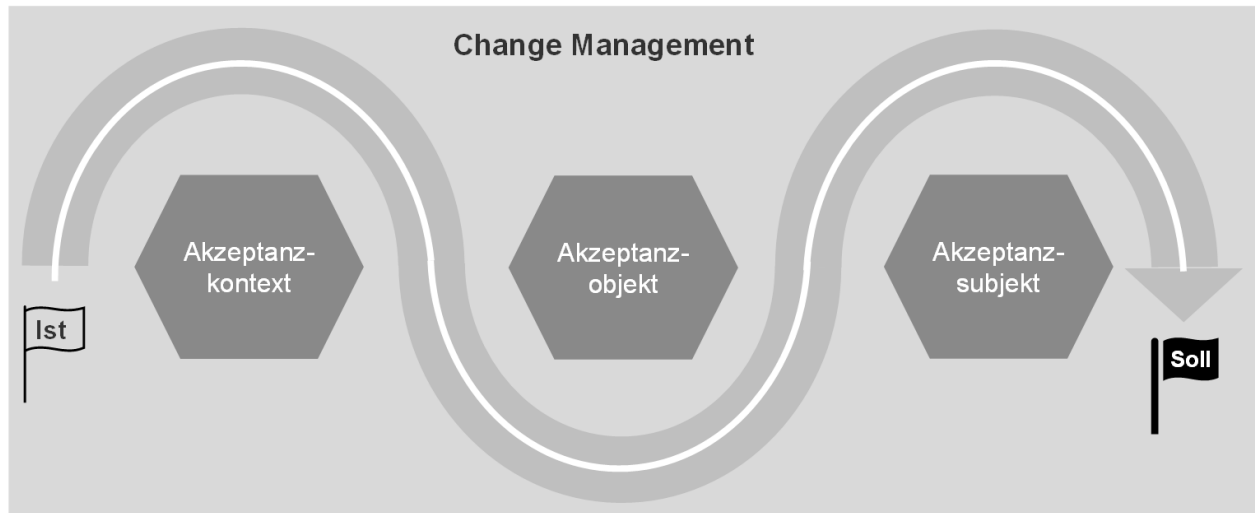 Change Management
Akzeptanz-
kontext
Akzeptanz-
objekt
Akzeptanz-
subjekt
Ist
Soll